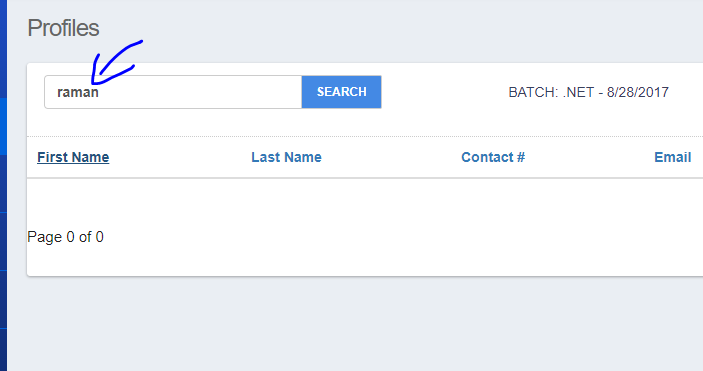 Profiles
raman SEARCH BATCH: .NET - 8/28/2017
First Name Last Name Contact # Email
Page 0 of 0